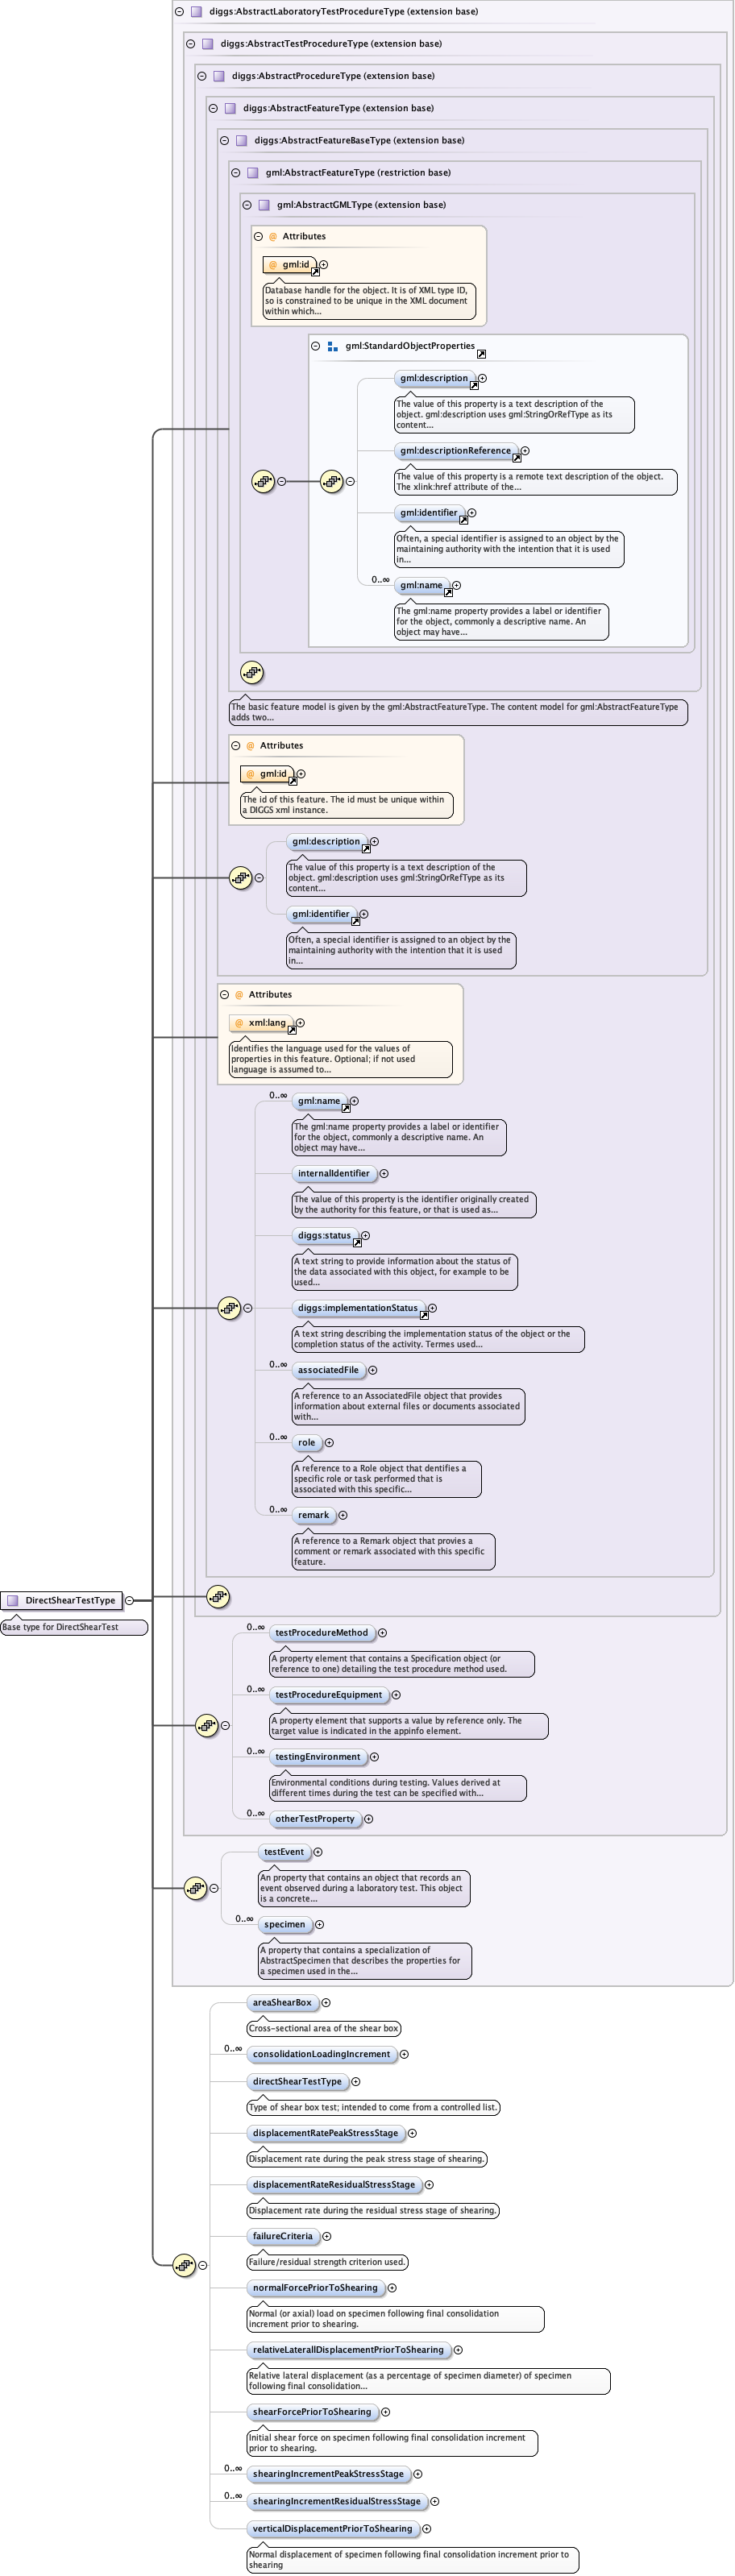 diggs:AbstractLaboratoryTestProcedureType (extension base)
diggs:AbstractTestProcedureType (extension base)
diggs:AbstractProcedureType (extension base)
diggs:AbstractFeatureType (extension base)
diggs:AbstractFeatureBaseType (extension base)
gml:AbstractFeatureType (restriction base)
gml:AbstractGMLType (extension base)
@ Attributes
@ gml:id
Database handle for the object. It is of XML type ID,
so is constrained to be unique in the XML document
within which...
gml:StandardObjectProperties
gml:description
The value of this property is a text description of the
object. gml:description uses gml:StringOrRefType as its
content...
gml:descriptionReference
The value of this property is a remote text description of the object.
The xlink:href attribute of the...
gml:identifier
Often, a special identifier is assigned to an object by the
maintaining authority with the intention that it is used
in...
0..∞
gml:name
The gml:name property provides a label or identifier
for the object, commonly a descriptive name. An
object may have...
The basic feature model is given by the gml:AbstractFeatureType. The content model for gml:AbstractFeatureType
adds two...
@ Attributes
@ gml:id
The id of this feature. The id must be unique within
a DIGGS xml instance.
gml:description
The value of this property is a text description of the
object. gml:description uses gml:StringOrRefType as its
content...
gml:identifier
Often, a special identifier is assigned to an object by the
maintaining authority with the intention that it is used
in...
@ Attributes
@ xml:lang
Identifies the language used for the values of
properties in this feature. Optional; if not used
language is assumed to...
0..∞
gml:name
The gml:name property provides a label or identifier
for the object, commonly a descriptive name. An
object may have...
internalIdentifier
The value of this property is the identifier originally created
by the authority for this feature, or that is used as...
diggs:status
A text string to provide information about the status of
the data associated with this object, for example to be
used...
diggs:implementationStatus
A text string describing the implementation status of the object or the
completion status of the activity. Termes used...
0..∞
associatedFile
A reference to an AssociatedFile object that provides
information about external files or documents associated
with...
0..∞
role
A reference to a Role object that dentifies a
specific role or task performed that is
associated with this specific...
0..∞
remark
A reference to a Remark object that provies a
comment or remark associated with this specific
feature.
DirectShearTestType
Base type for DirectShearTest
0..∞
testProcedureMethod
A property element that contains a Specification object (or
reference to one) detailing the test procedure method used.
0..∞
testProcedureEquipment
A property element that supports a value by reference only. The
target value is indicated in the appinfo element.
0..∞
testingEnvironment
Environmental conditions during testing. Values derived at
different times during the test can be specified with...
0..∞
otherTestProperty
testEvent
An property that contains an object that records an
event observed during a laboratory test. This object
is a concrete...
0..∞
specimen
A property that contains a specialization of
AbstractSpecimen that describes the properties for
a specimen used in the...
areaShearBox
Cross-sectional area of the shear box
0..∞
consolidationLoadingIncrement
directShearTestType
Type of shear box test; intended to come from a controlled list.
displacementRatePeakStressStage
Displacement rate during the peak stress stage of shearing.
displacementRateResidualStressStage
Displacement rate during the residual stress stage of shearing.
failureCriteria
Failure/residual strength criterion used.
normalForcePriorToShearing
Normal (or axial) load on specimen following final consolidation
increment prior to shearing.
relativeLaterallDisplacementPriorToShearing
Relative lateral displacement (as a percentage of specimen diameter) of specimen
following final consolidation...
shearForcePriorToShearing
Initial shear force on specimen following final consolidation increment
prior to shearing.
0..∞
shearingIncrementPeakStressStage
0..∞
shearingIncrementResidualStressStage
verticalDisplacementPriorToShearing
Normal displacement of specimen following final consolidation increment prior to
shearing